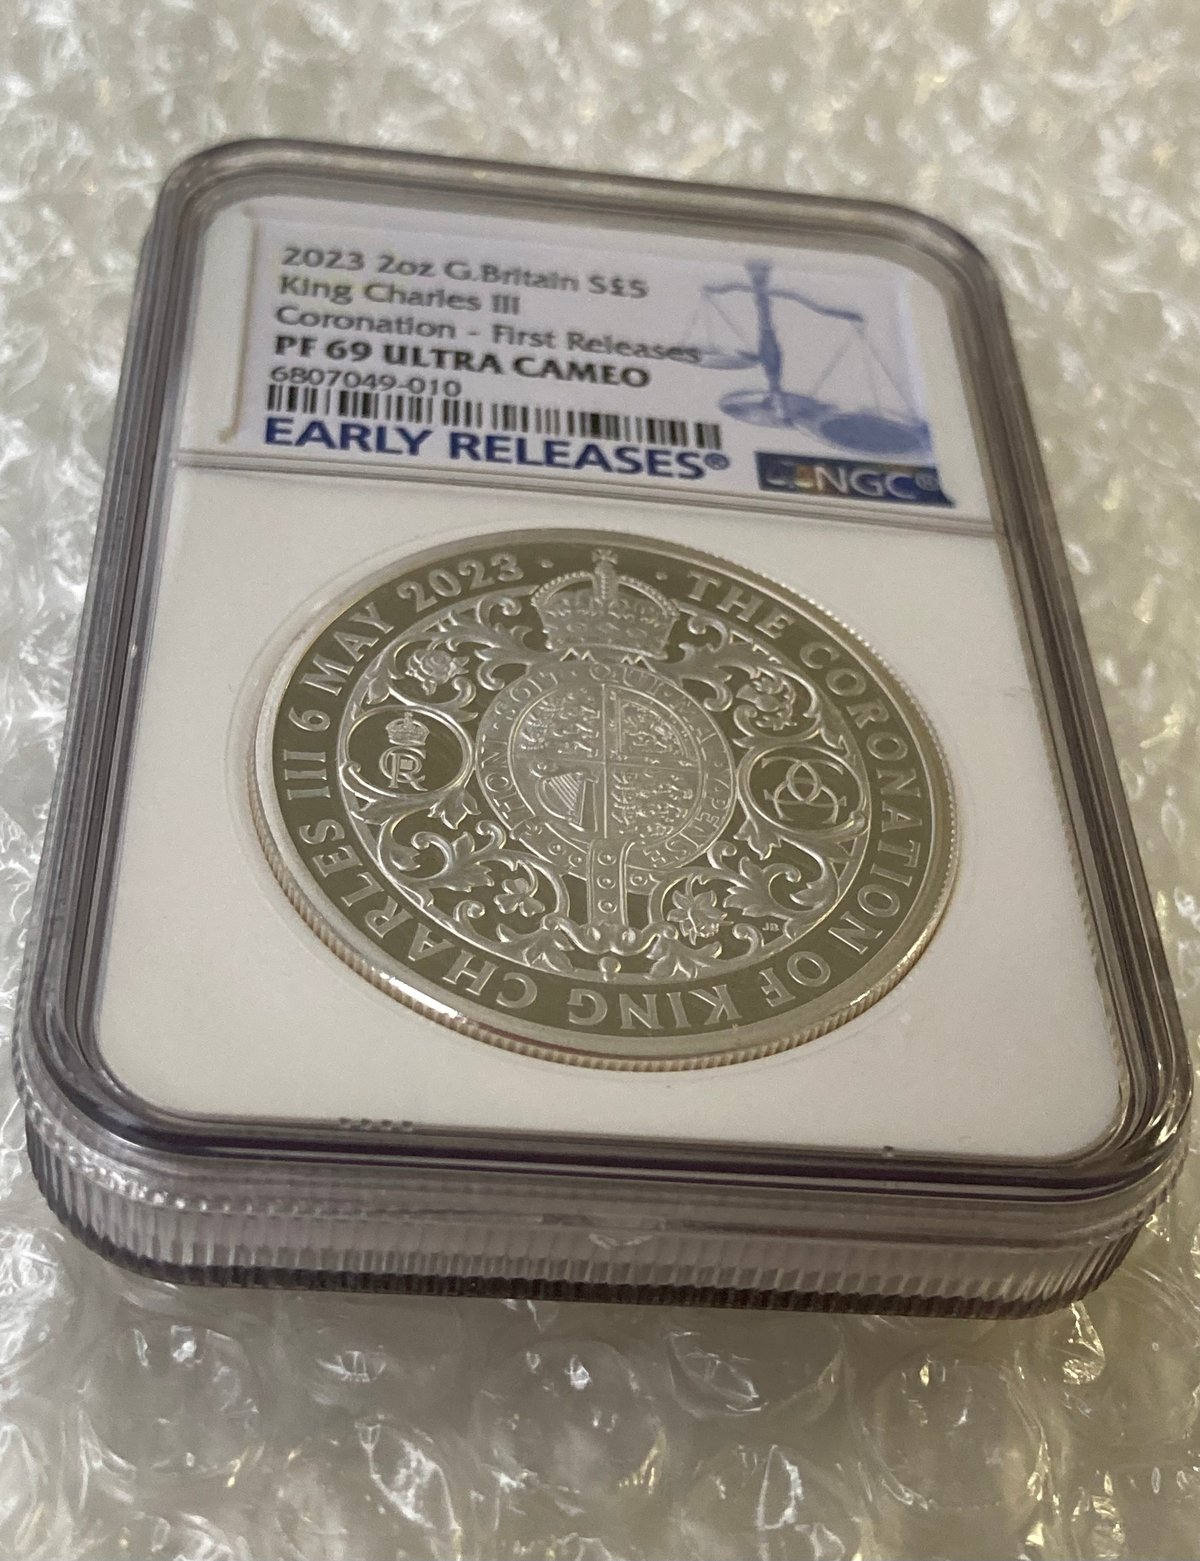 2023 2oz G.Britain S£5
King Charles III
Coronation - First Releases
PF 69 ULTRA CAMEO
6807049-010
EARLY RELEASES®
NGC®
· THE CORONATION OF KING CHARLES III 6 MAY 2023 ·
HONI SOIT QUI MAL Y PENSE
CR
JB